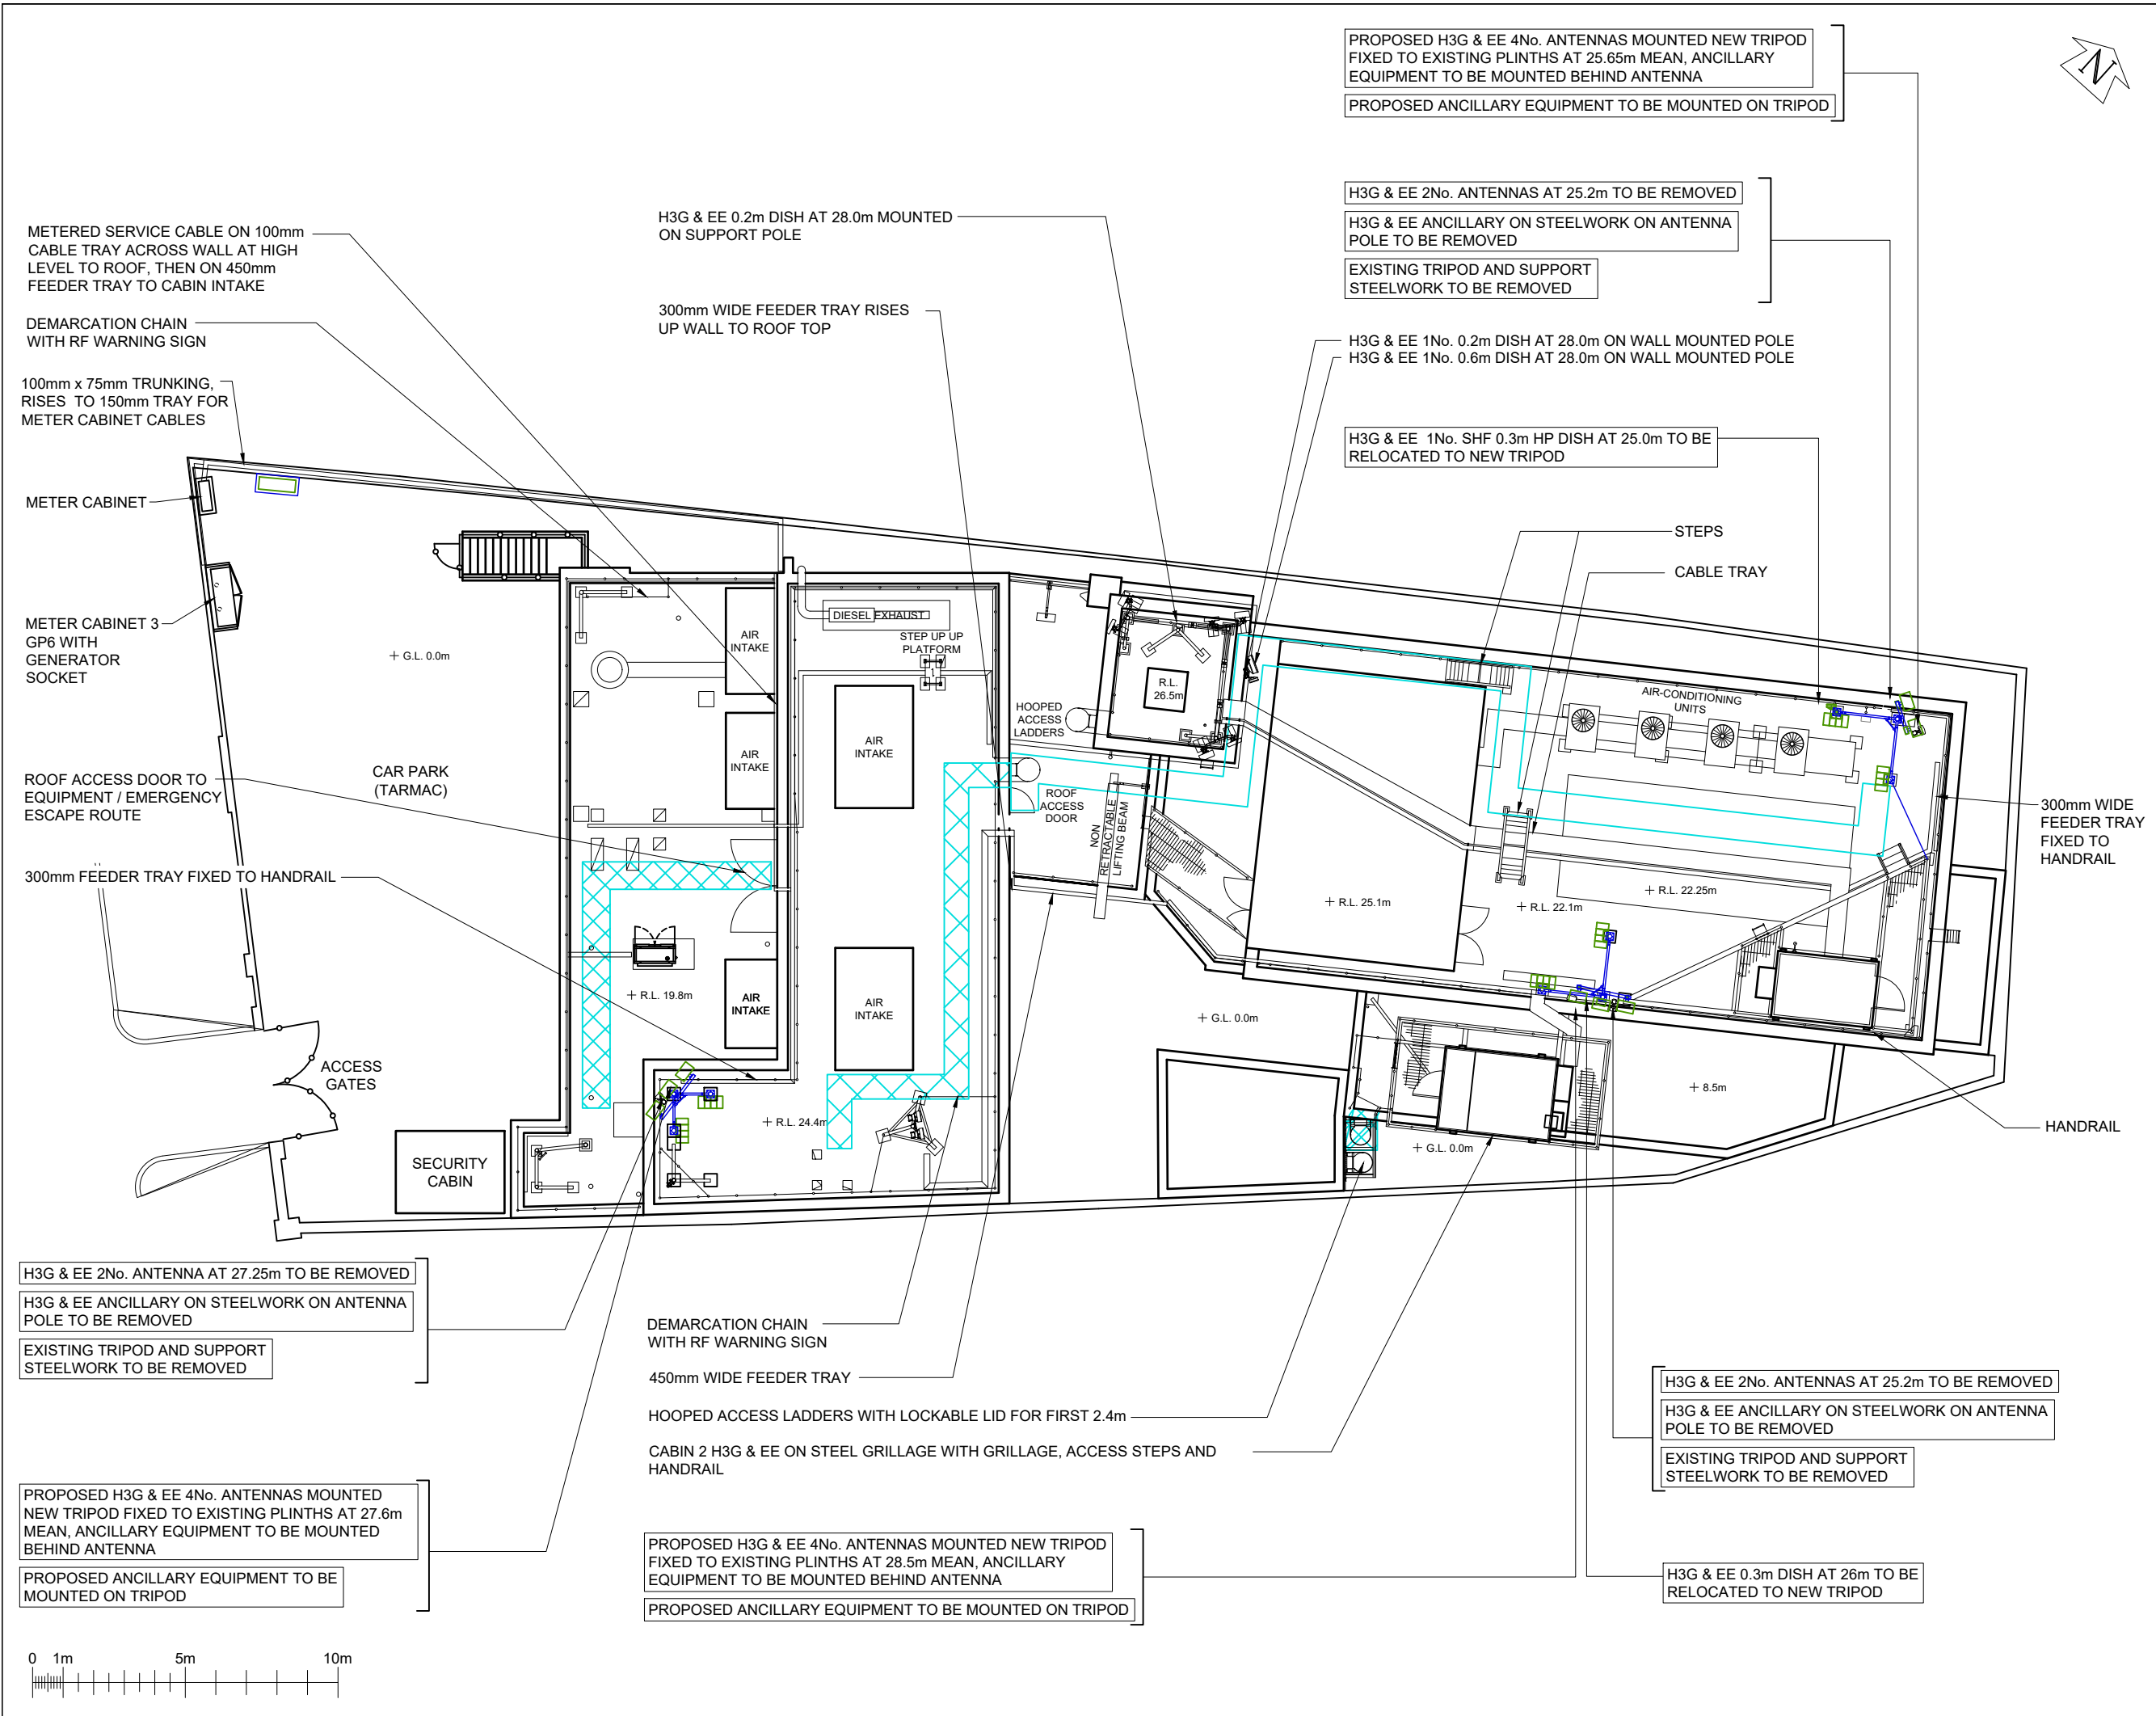 PROPOSED H3G & EE 4No. ANTENNAS MOUNTED NEW TRIPOD
FIXED TO EXISTING PLINTHS AT 25.65m MEAN, ANCILLARY
EQUIPMENT TO BE MOUNTED BEHIND ANTENNA
PROPOSED ANCILLARY EQUIPMENT TO BE MOUNTED ON TRIPOD
N
H3G & EE 2No. ANTENNAS AT 25.2m TO BE REMOVED
H3G & EE ANCILLARY ON STEELWORK ON ANTENNA
POLE TO BE REMOVED
EXISTING TRIPOD AND SUPPORT
STEELWORK TO BE REMOVED
METERED SERVICE CABLE ON 100mm
CABLE TRAY ACROSS WALL AT HIGH
LEVEL TO ROOF, THEN ON 450mm
FEEDER TRAY TO CABIN INTAKE
H3G & EE 0.2m DISH AT 28.0m MOUNTED
ON SUPPORT POLE
DEMARCATION CHAIN
WITH RF WARNING SIGN
300mm WIDE FEEDER TRAY RISES
UP WALL TO ROOF TOP
H3G & EE 1No. 0.2m DISH AT 28.0m ON WALL MOUNTED POLE
H3G & EE 1No. 0.6m DISH AT 28.0m ON WALL MOUNTED POLE
100mm x 75mm TRUNKING,
RISES TO 150mm TRAY FOR
METER CABINET CABLES
H3G & EE 1No. SHF 0.3m HP DISH AT 25.0m TO BE
RELOCATED TO NEW TRIPOD
METER CABINET
STEPS
CABLE TRAY
METER CABINET 3
GP6 WITH
GENERATOR
SOCKET
G.L. 0.0m
AIR
INTAKE
DIESEL EXHAUST
STEP UP UP
PLATFORM
R.L.
26.5m
AIR-CONDITIONING
UNITS
HOOPED
ACCESS
LADDERS
AIR
INTAKE
AIR
INTAKE
ROOF ACCESS DOOR TO
EQUIPMENT / EMERGENCY
ESCAPE ROUTE
CAR PARK
(TARMAC)
ROOF
ACCESS
DOOR
NON
RETRACTABLE
LIFTING BEAM
300mm WIDE
FEEDER TRAY
FIXED TO
HANDRAIL
300mm FEEDER TRAY FIXED TO HANDRAIL
R.L. 25.1m
R.L. 22.1m
R.L. 22.25m
R.L. 19.8m
AIR
INTAKE
AIR
INTAKE
G.L. 0.0m
ACCESS
GATES
8.5m
R.L. 24.4m
HANDRAIL
SECURITY
CABIN
G.L. 0.0m
H3G & EE 2No. ANTENNA AT 27.25m TO BE REMOVED
H3G & EE ANCILLARY ON STEELWORK ON ANTENNA
POLE TO BE REMOVED
EXISTING TRIPOD AND SUPPORT
STEELWORK TO BE REMOVED
DEMARCATION CHAIN
WITH RF WARNING SIGN
450mm WIDE FEEDER TRAY
HOOPED ACCESS LADDERS WITH LOCKABLE LID FOR FIRST 2.4m
CABIN 2 H3G & EE ON STEEL GRILLAGE WITH GRILLAGE, ACCESS STEPS AND
HANDRAIL
H3G & EE 2No. ANTENNAS AT 25.2m TO BE REMOVED
H3G & EE ANCILLARY ON STEELWORK ON ANTENNA
POLE TO BE REMOVED
EXISTING TRIPOD AND SUPPORT
STEELWORK TO BE REMOVED
PROPOSED H3G & EE 4No. ANTENNAS MOUNTED
NEW TRIPOD FIXED TO EXISTING PLINTHS AT 27.6m
MEAN, ANCILLARY EQUIPMENT TO BE MOUNTED
BEHIND ANTENNA
PROPOSED ANCILLARY EQUIPMENT TO BE
MOUNTED ON TRIPOD
PROPOSED H3G & EE 4No. ANTENNAS MOUNTED NEW TRIPOD
FIXED TO EXISTING PLINTHS AT 28.5m MEAN, ANCILLARY
EQUIPMENT TO BE MOUNTED BEHIND ANTENNA
PROPOSED ANCILLARY EQUIPMENT TO BE MOUNTED ON TRIPOD
H3G & EE 0.3m DISH AT 26m TO BE
RELOCATED TO NEW TRIPOD
0 1m 5m 10m